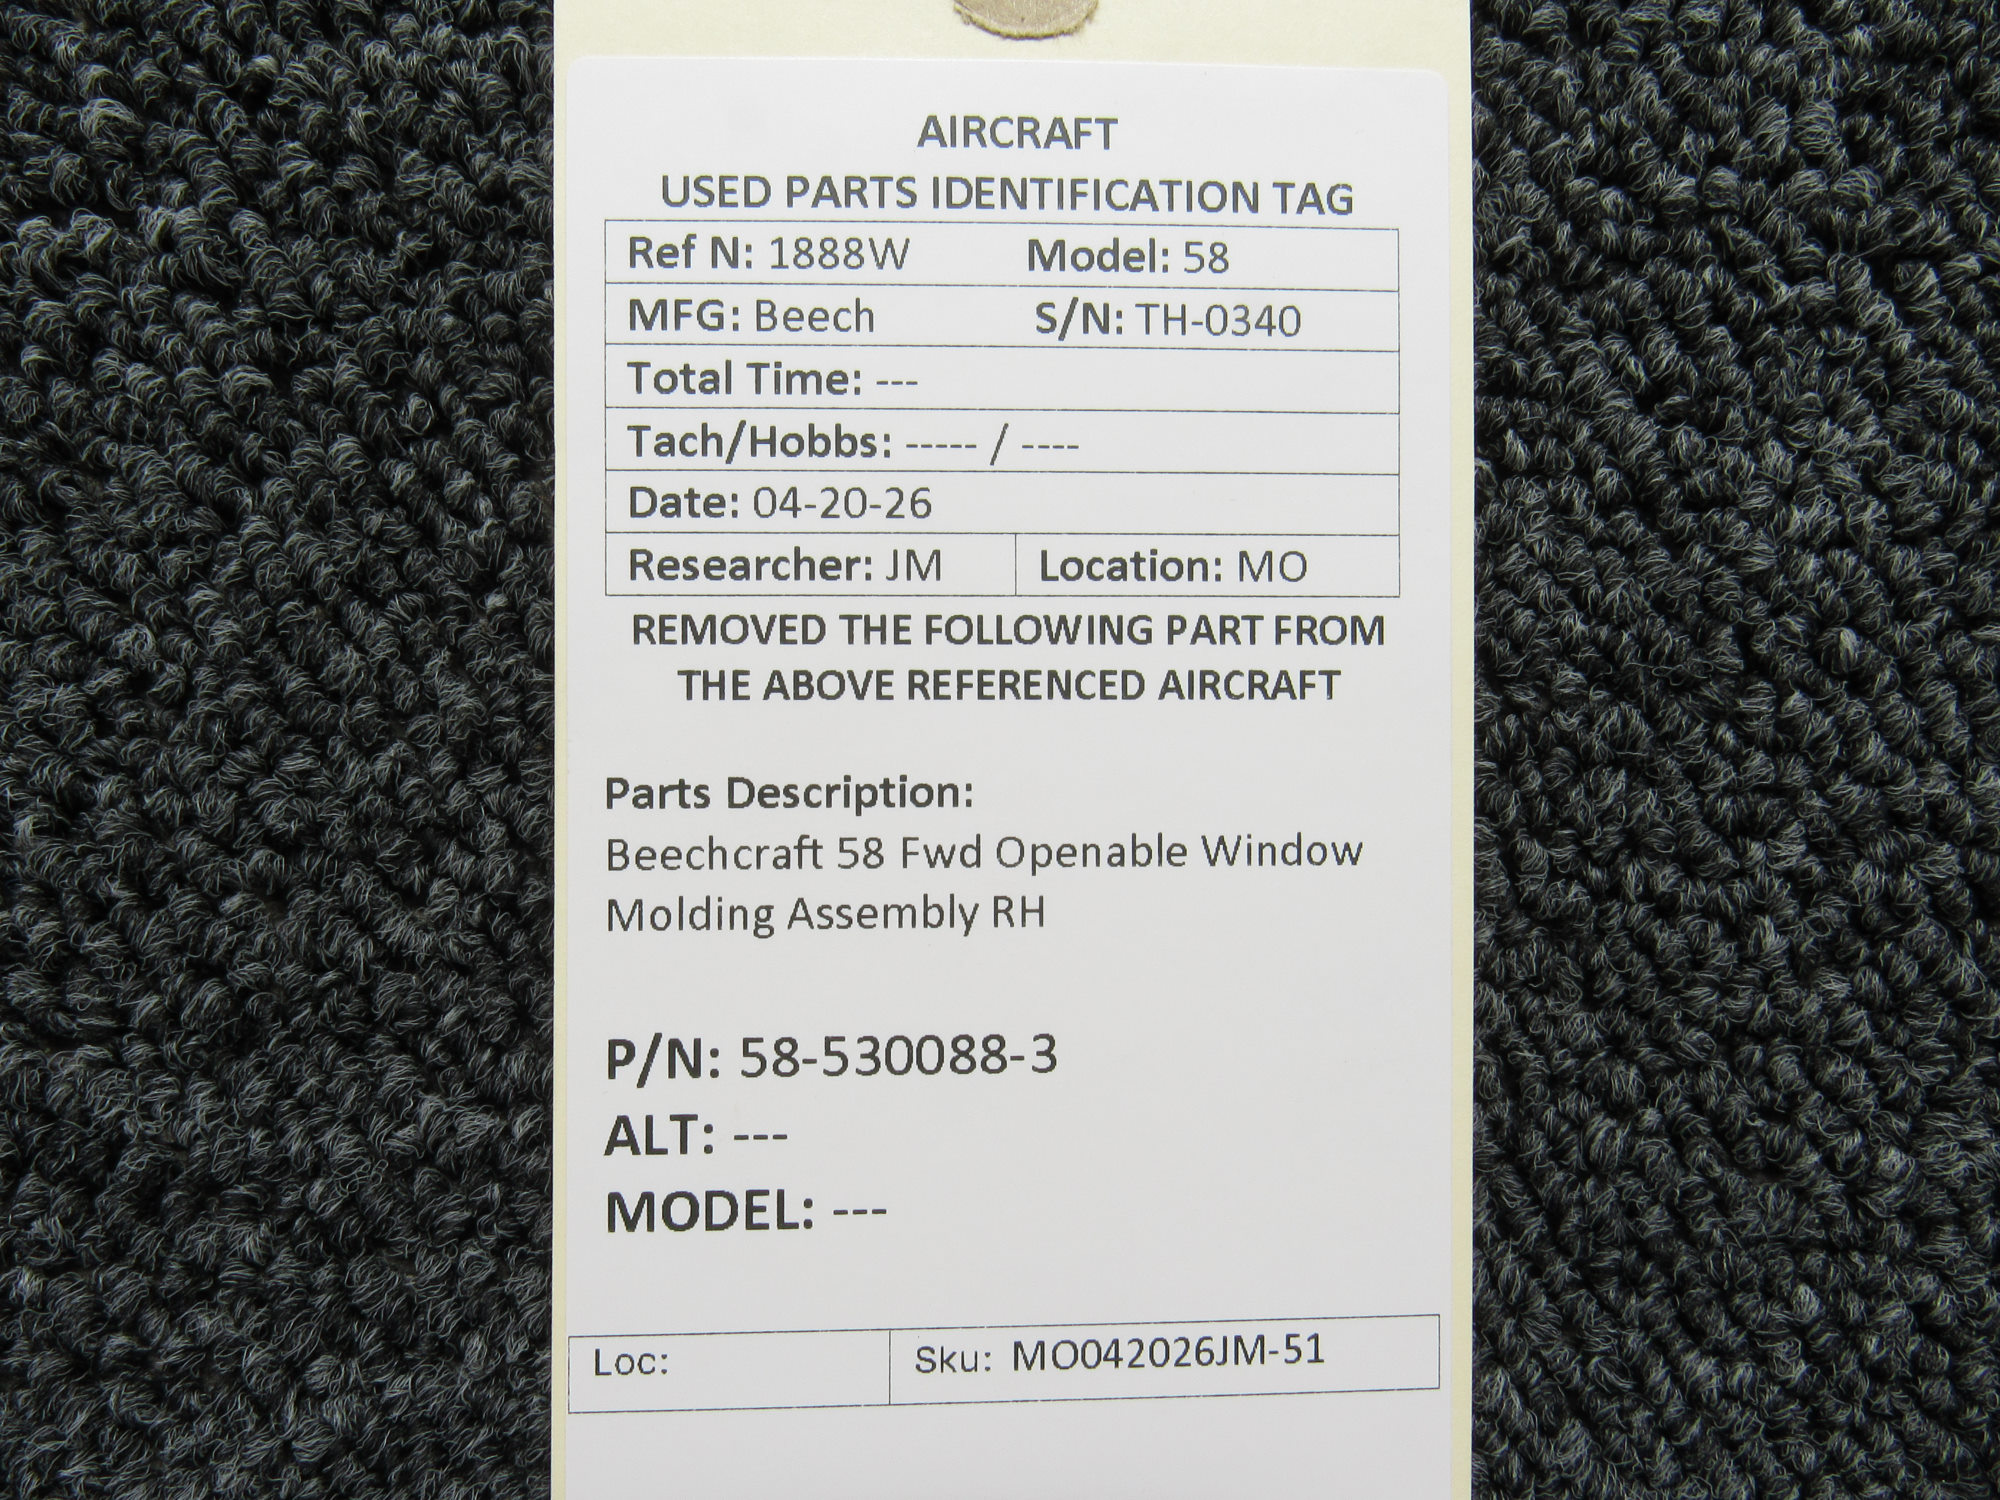 AIRCRAFT
USED PARTS IDENTIFICATION TAG
Ref N: 1888W Model: 58
MFG: Beech S/N: TH-0340
Total Time: ---
Tach/Hobbs: ----- / ----
Date: 04-20-26
Researcher: JM Location: MO
REMOVED THE FOLLOWING PART FROM
THE ABOVE REFERENCED AIRCRAFT
Parts Description:
Beechcraft 58 Fwd Openable Window
Molding Assembly RH
P/N: 58-530088-3
ALT: ---
MODEL: ---
Loc: Sku: MO042026JM-51